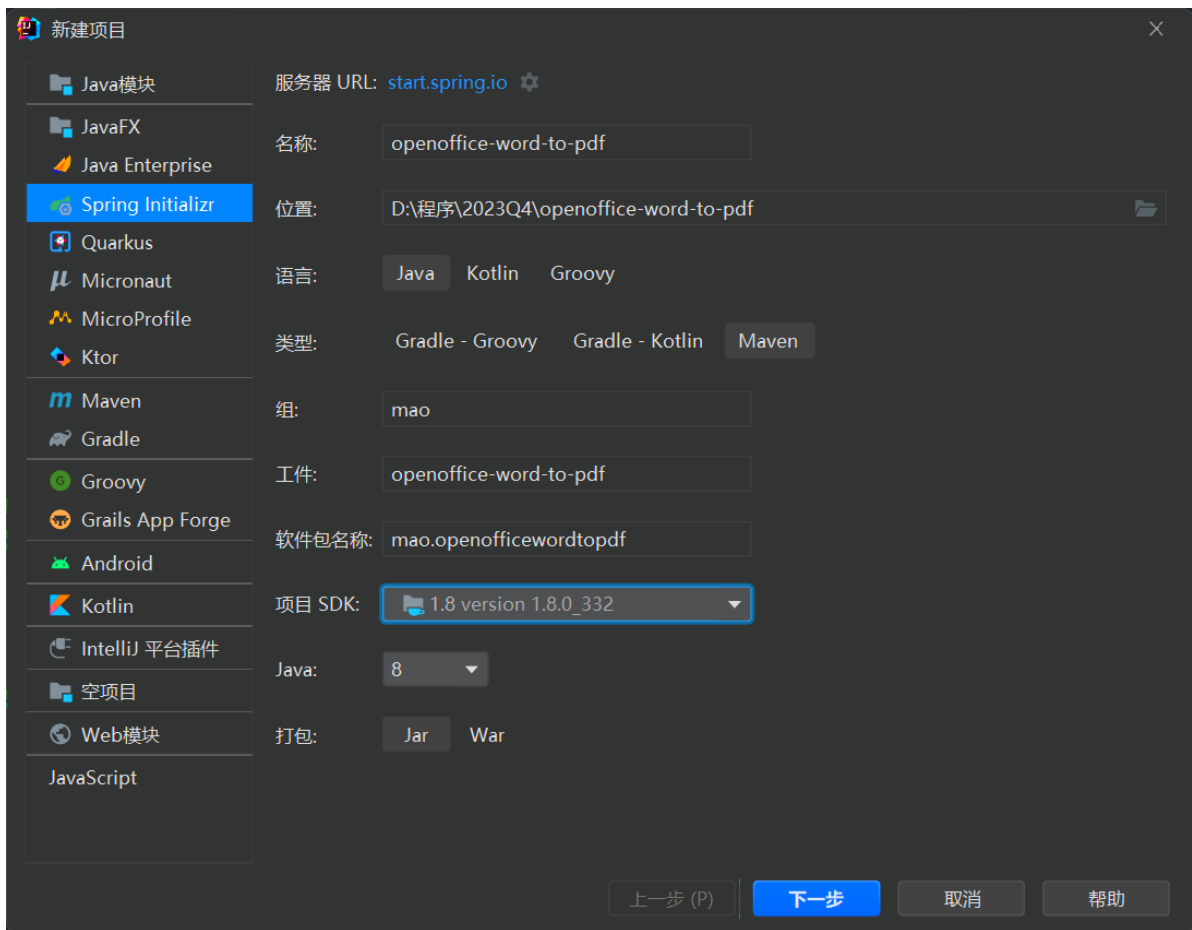 新建项目
Java模块
JavaFX
Java Enterprise
Spring Initializr
Quarkus
Micronaut
MicroProfile
Ktor
Maven
Gradle
Groovy
Grails App Forge
Android
Kotlin
IntelliJ 平台插件
空项目
Web模块
JavaScript
服务器 URL: start.spring.io
名称: openoffice-word-to-pdf
位置: D:\程序\2023Q4\openoffice-word-to-pdf
语言: Java Kotlin Groovy
类型: Gradle - Groovy Gradle - Kotlin Maven
组: mao
工件: openoffice-word-to-pdf
软件包名称: mao.openofficewordtopdf
项目 SDK: 1.8 version 1.8.0_332
Java: 8
打包: Jar War
上一步 (P) 下一步 取消 帮助